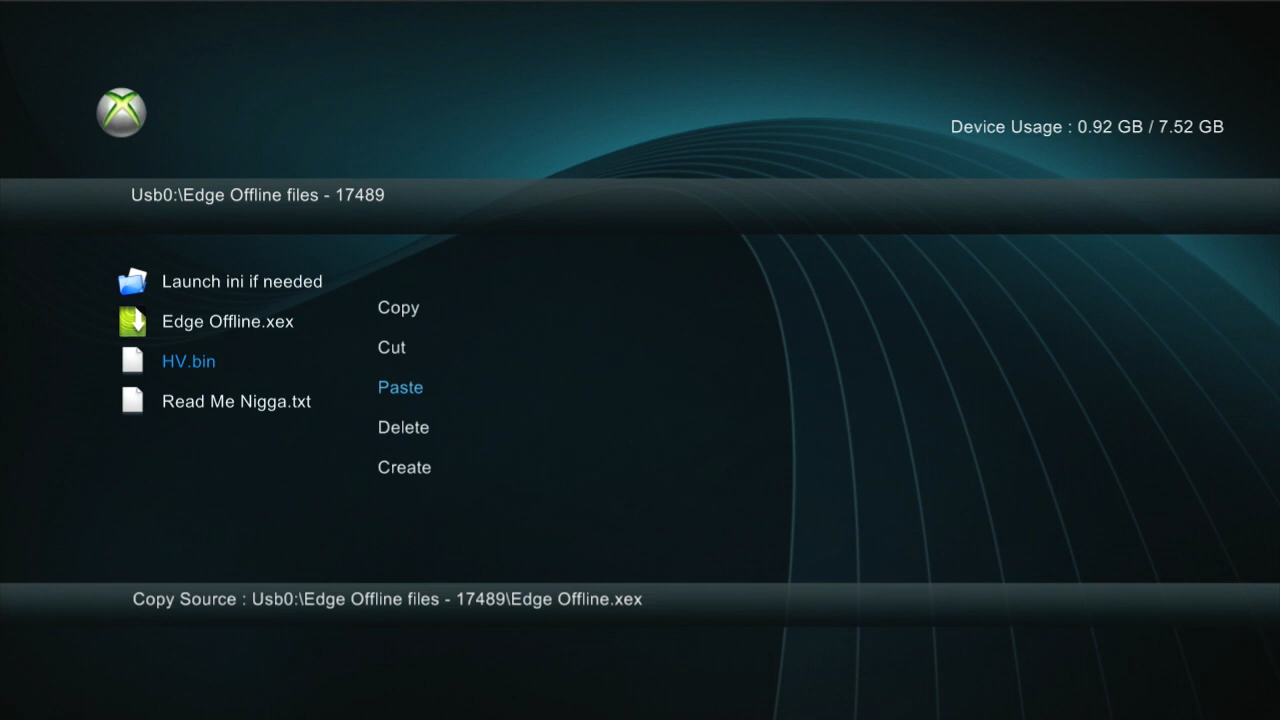 Device Usage : 0.92 GB / 7.52 GB
Usb0:\Edge Offline files - 17489
Launch ini if needed
Edge Offline.xex
HV.bin
Read Me Nigga.txt
Copy
Cut
Paste
Delete
Create
Copy Source : Usb0:\Edge Offline files - 17489\Edge Offline.xex